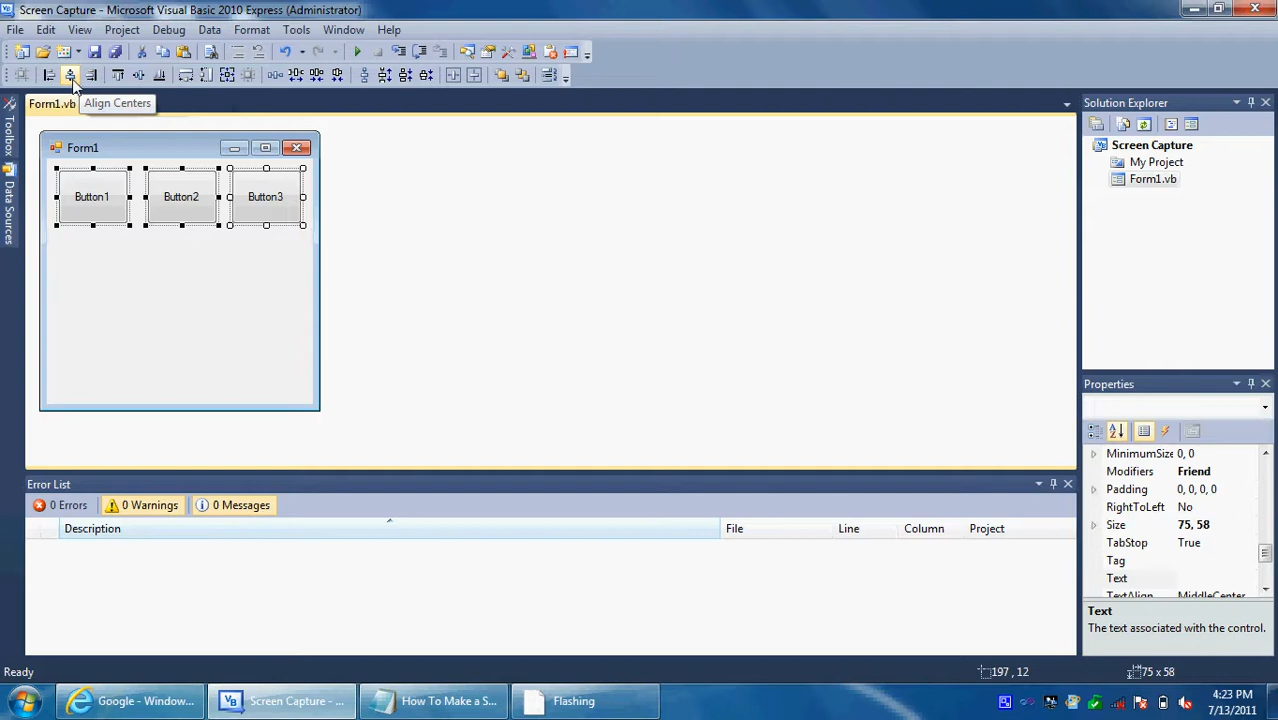 Screen Capture - Microsoft Visual Basic 2010 Express (Administrator)
File Edit View Project Debug Data Format Tools Window Help
Align Centers
Form1.vb
Toolbox
Data Sources
Form1
Button1 Button2 Button3
Solution Explorer
Screen Capture
My Project
Form1.vb
Properties
MinimumSize 0, 0
Modifiers Friend
Padding 0, 0, 0, 0
RightToLeft No
Size 75, 58
TabStop True
Tag
Text
TextAlign MiddleCenter
Text
The text associated with the control.
Error List
0 Errors 0 Warnings 0 Messages
Description File Line Column Project
Ready 197 , 12 75 x 58
Google - Window... Screen Capture - ... How To Make a S... Flashing
4:23 PM
7/13/2011